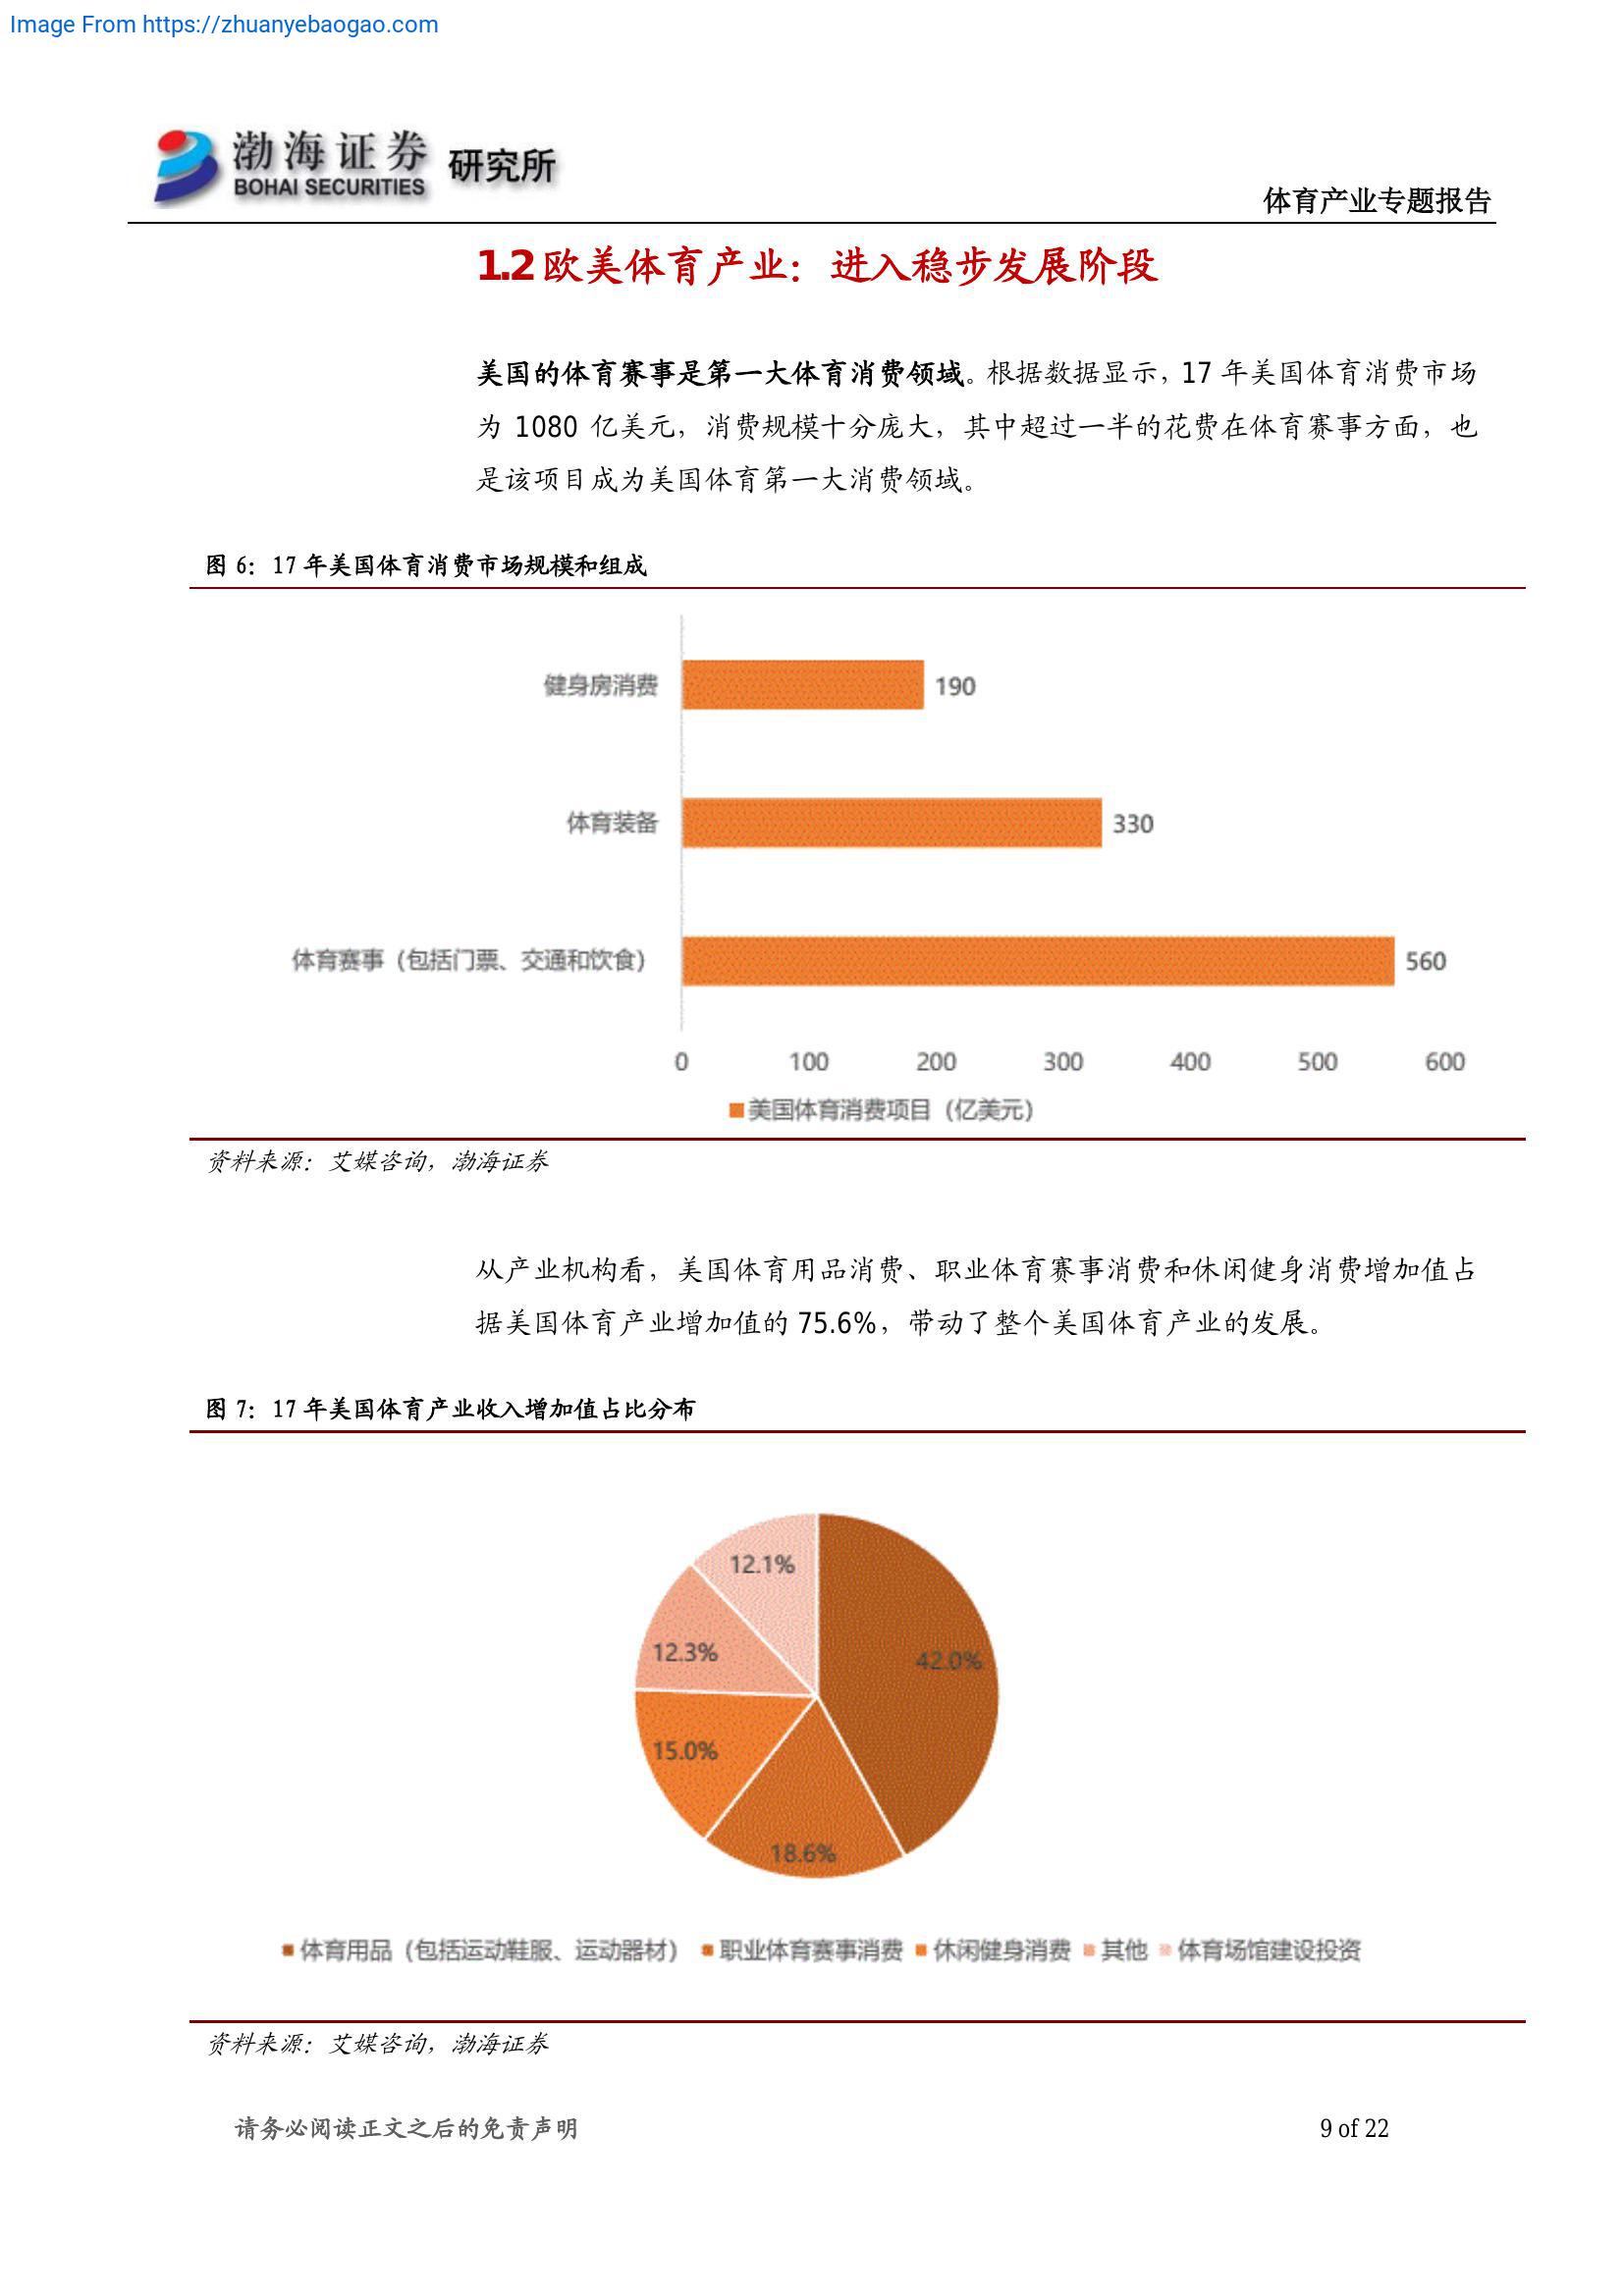 Image From https://zhuanyebaogao.com
渤海证券 研究所
BOHAI SECURITIES
体育产业专题报告
1.2 欧美体育产业：进入稳步发展阶段
美国的体育赛事是第一大体育消费领域。根据数据显示，17 年美国体育消费市场
为 1080 亿美元，消费规模十分庞大，其中超过一半的花费在体育赛事方面，也
是该项目成为美国体育第一大消费领域。
图 6：17 年美国体育消费市场规模和组成
健身房消费 190
体育装备 330
体育赛事（包括门票、交通和饮食） 560
0 100 200 300 400 500 600
美国体育消费项目（亿美元）
资料来源：艾媒咨询，渤海证券
从产业机构看，美国体育用品消费、职业体育赛事消费和休闲健身消费增加值占
据美国体育产业增加值的 75.6%，带动了整个美国体育产业的发展。
图 7：17 年美国体育产业收入增加值占比分布
12.1%
12.3%
42.0%
15.0%
18.6%
体育用品（包括运动鞋服、运动器材） 职业体育赛事消费 休闲健身消费 其他 体育场馆建设投资
资料来源：艾媒咨询，渤海证券
请务必阅读正文之后的免责声明 9 of 22